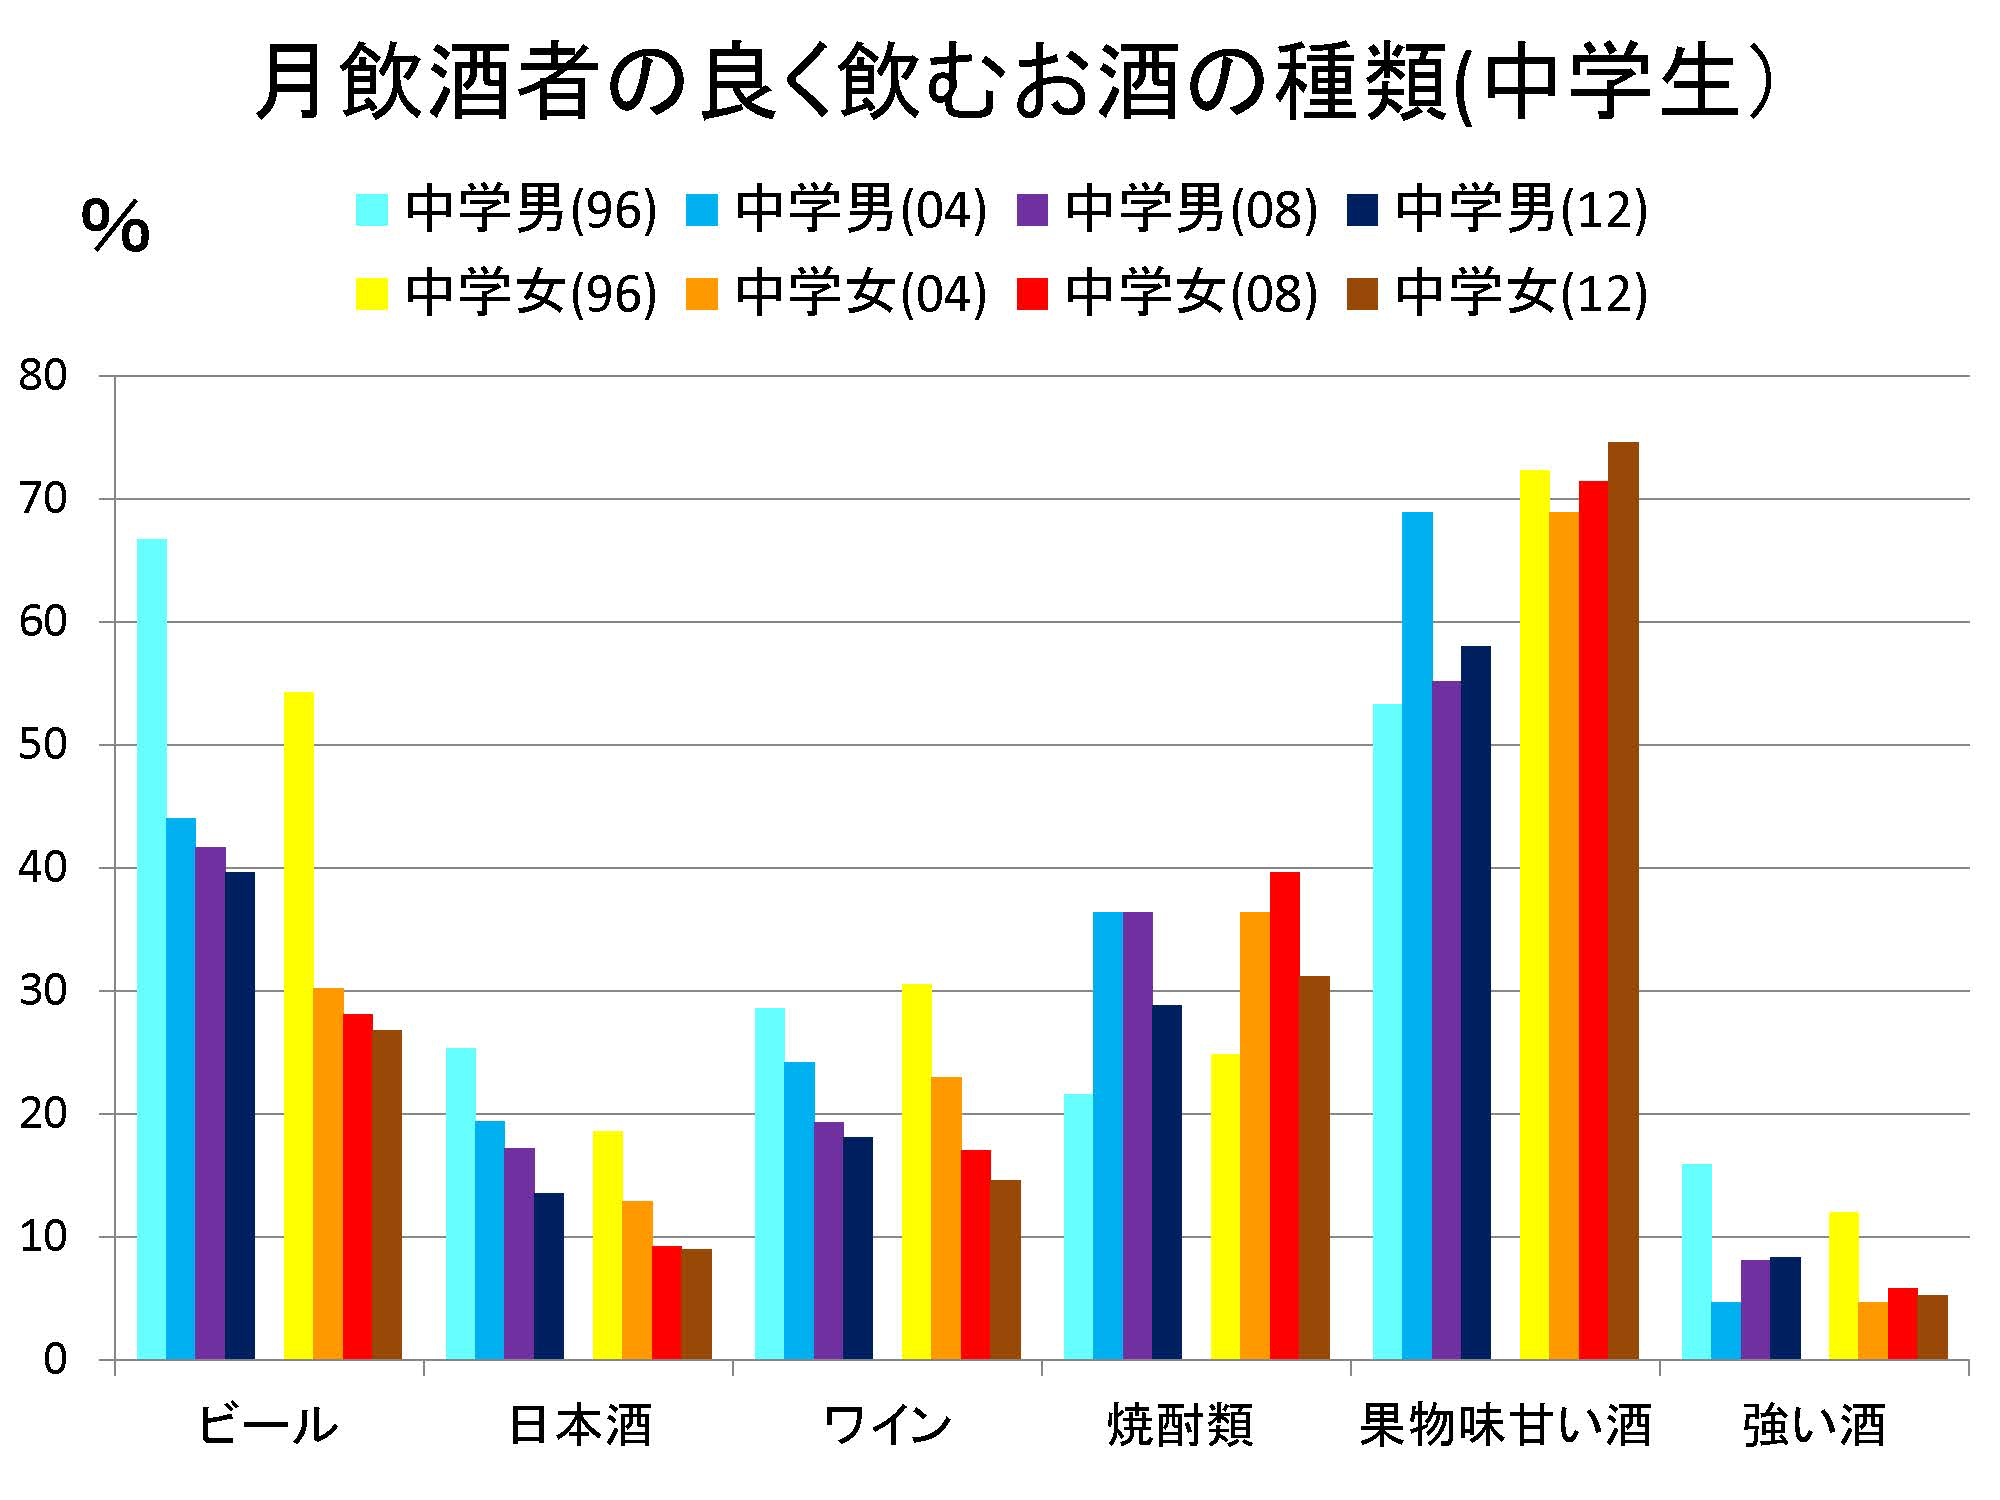 月飲酒者の良く飲むお酒の種類(中学生）
%
中学男(96) 中学男(04) 中学男(08) 中学男(12)
中学女(96) 中学女(04) 中学女(08) 中学女(12)
80
70
60
50
40
30
20
10
0
ビール 日本酒 ワイン 焼酎類 果物味甘い酒 強い酒